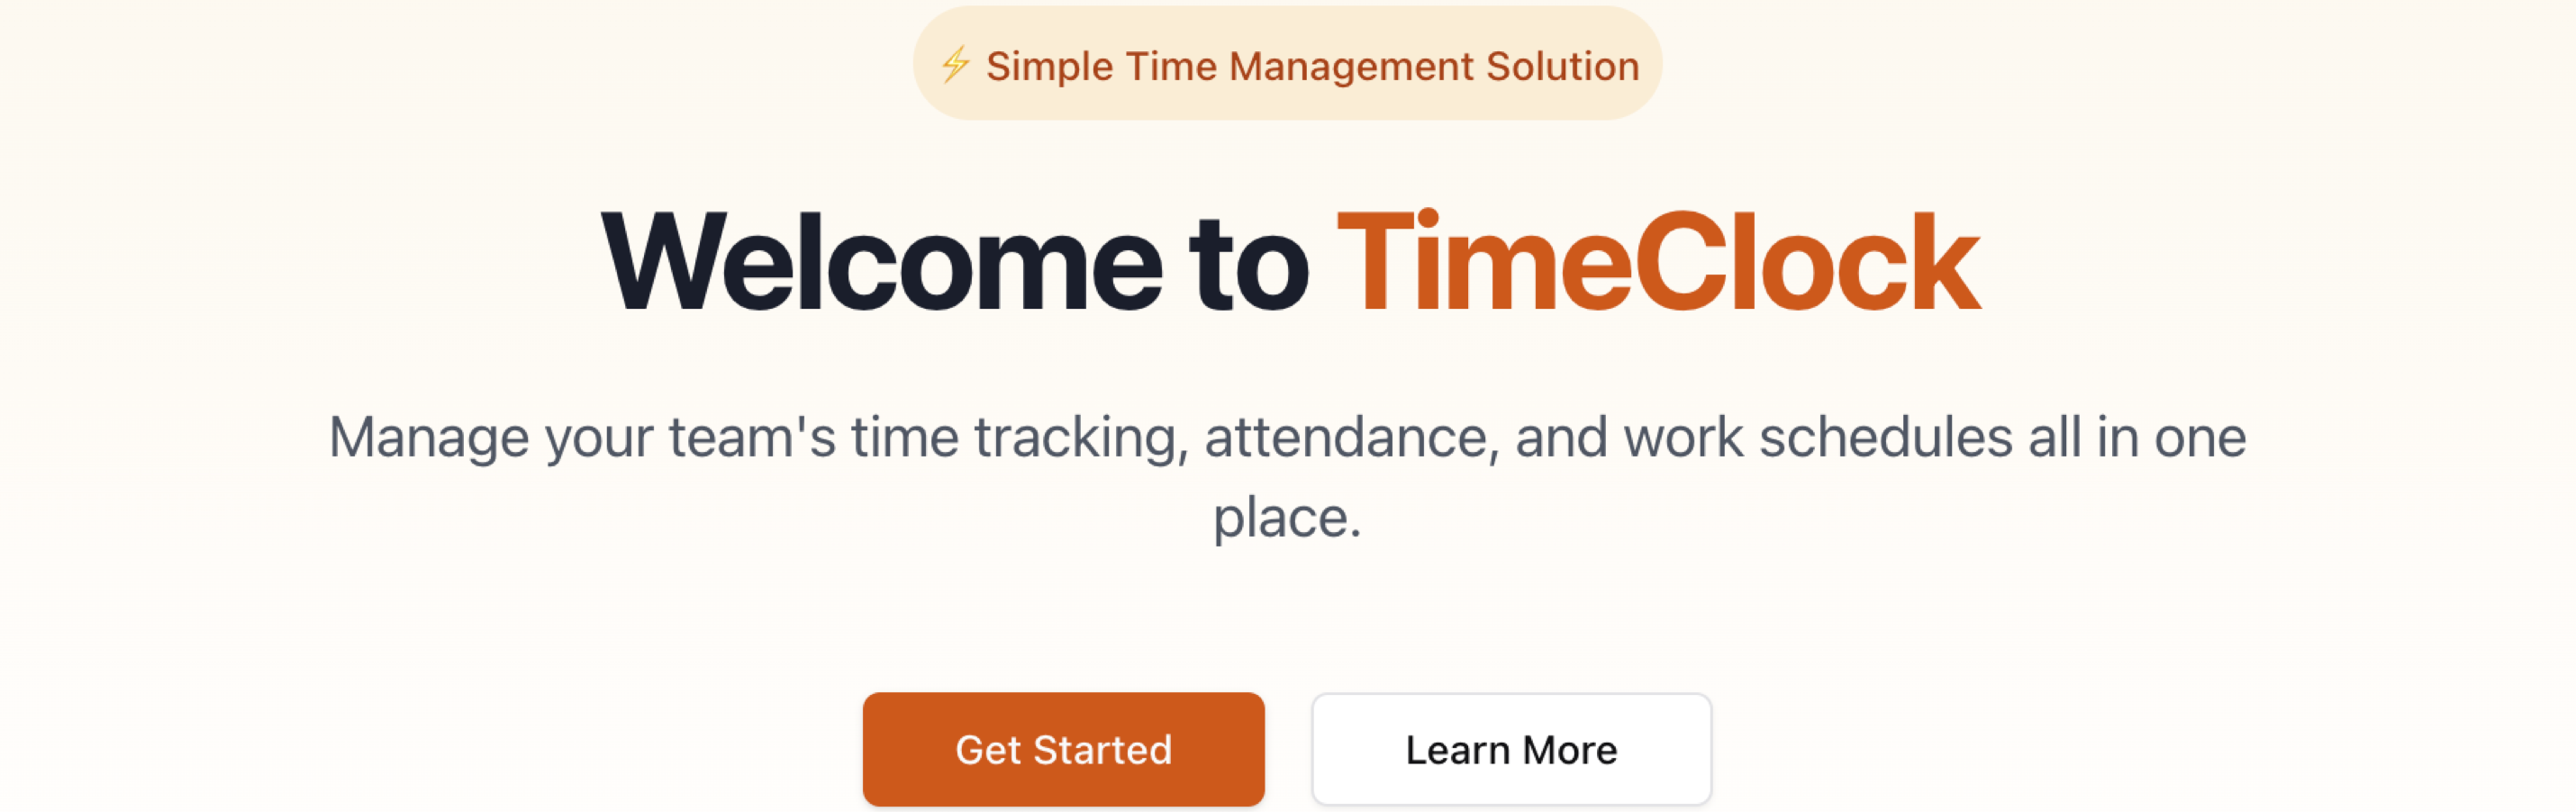 ⚡ Simple Time Management Solution
Welcome to TimeClock
Manage your team's time tracking, attendance, and work schedules all in one
place.
Get Started
Learn More